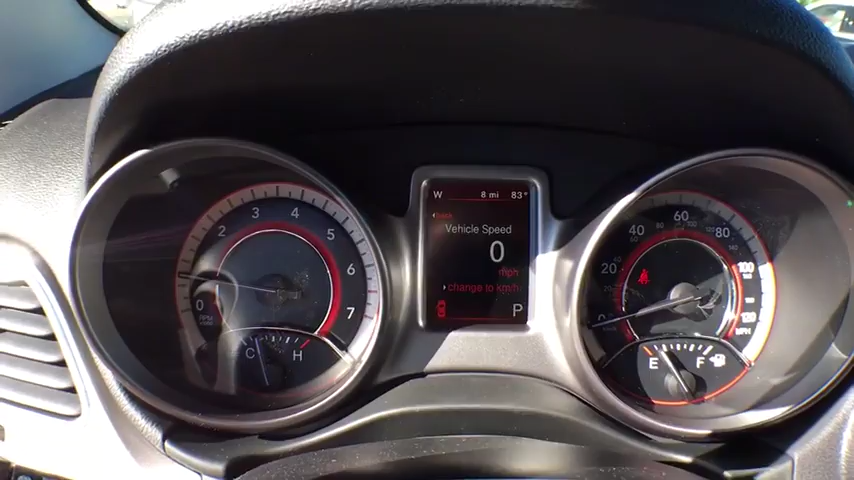 W 8 mi 83°
back
Vehicle Speed
0
mph
change to km/h
P
0 2 3 4 5 6 7
RPM
C H
20 40 60 80 100 120
MPH
E F